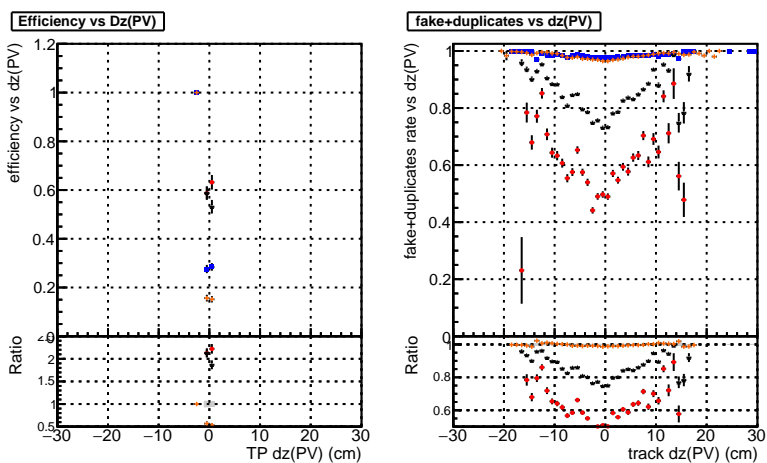 Efficiency vs Dz(PV)
efficiency vs dz(PV)
1.2
1
0.8
0.6
0.4
0.2
0
Ratio
2
1.5
1
0.5
−30 −20 −10 0 10 20 30
TP dz(PV) (cm)
fake+duplicates vs dz(PV)
fake+duplicates rate vs dz(PV)
1
0.8
0.6
0.4
0.2
Ratio
1
0.8
0.6
−30 −20 −10 0 10 20 30
track dz(PV) (cm)